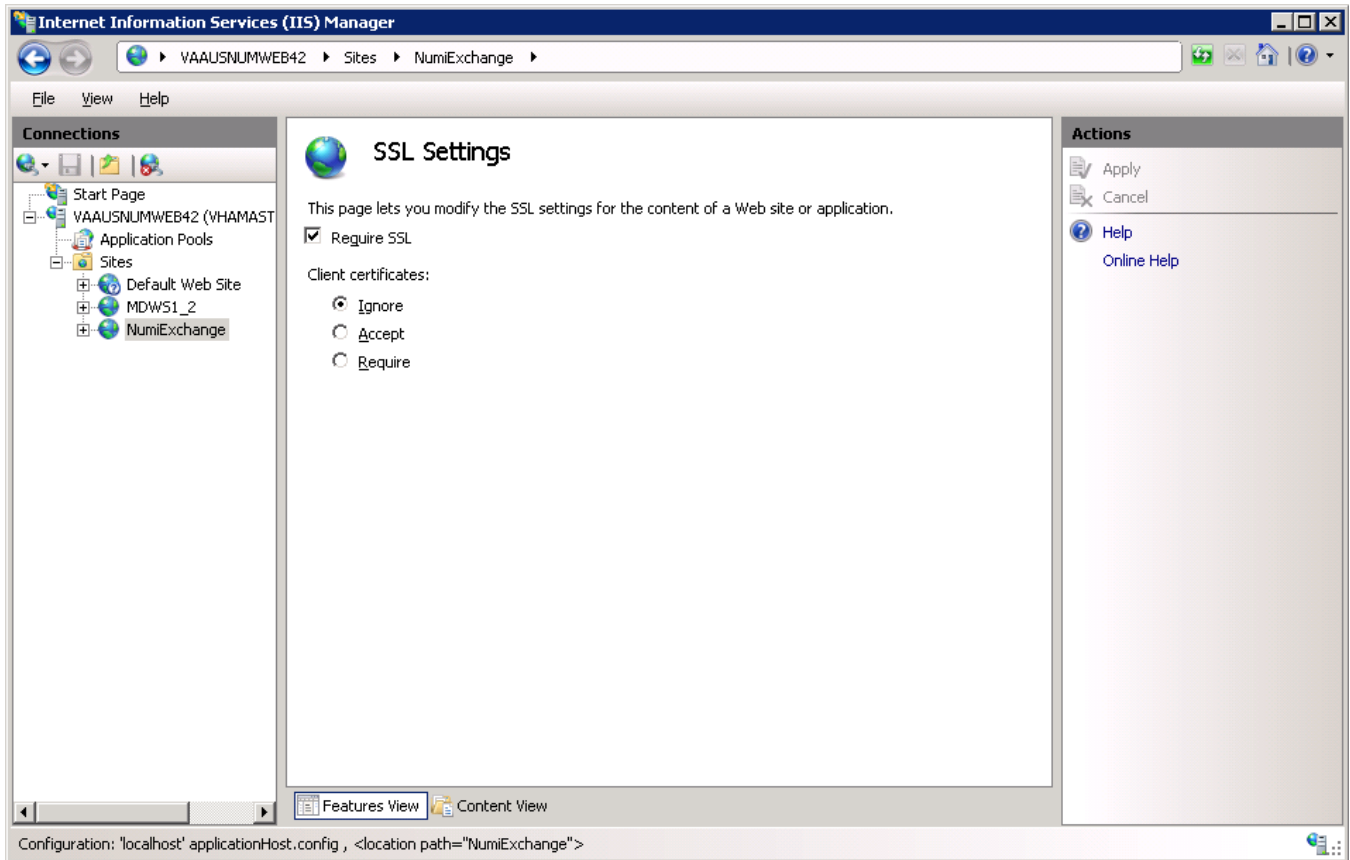 Internet Information Services (IIS) Manager
VAAUSNUMWEB42 Sites NumiExchange
File View Help
Connections
Start Page
VAAUSNUMWEB42 (VHAMAST
Application Pools
Sites
Default Web Site
MDWS1_2
NumiExchange
SSL Settings
This page lets you modify the SSL settings for the content of a Web site or application.
Require SSL
Client certificates:
Ignore
Accept
Require
Features View Content View
Actions
Apply
Cancel
Help
Online Help
Configuration: 'localhost' applicationHost.config , <location path="NumiExchange">